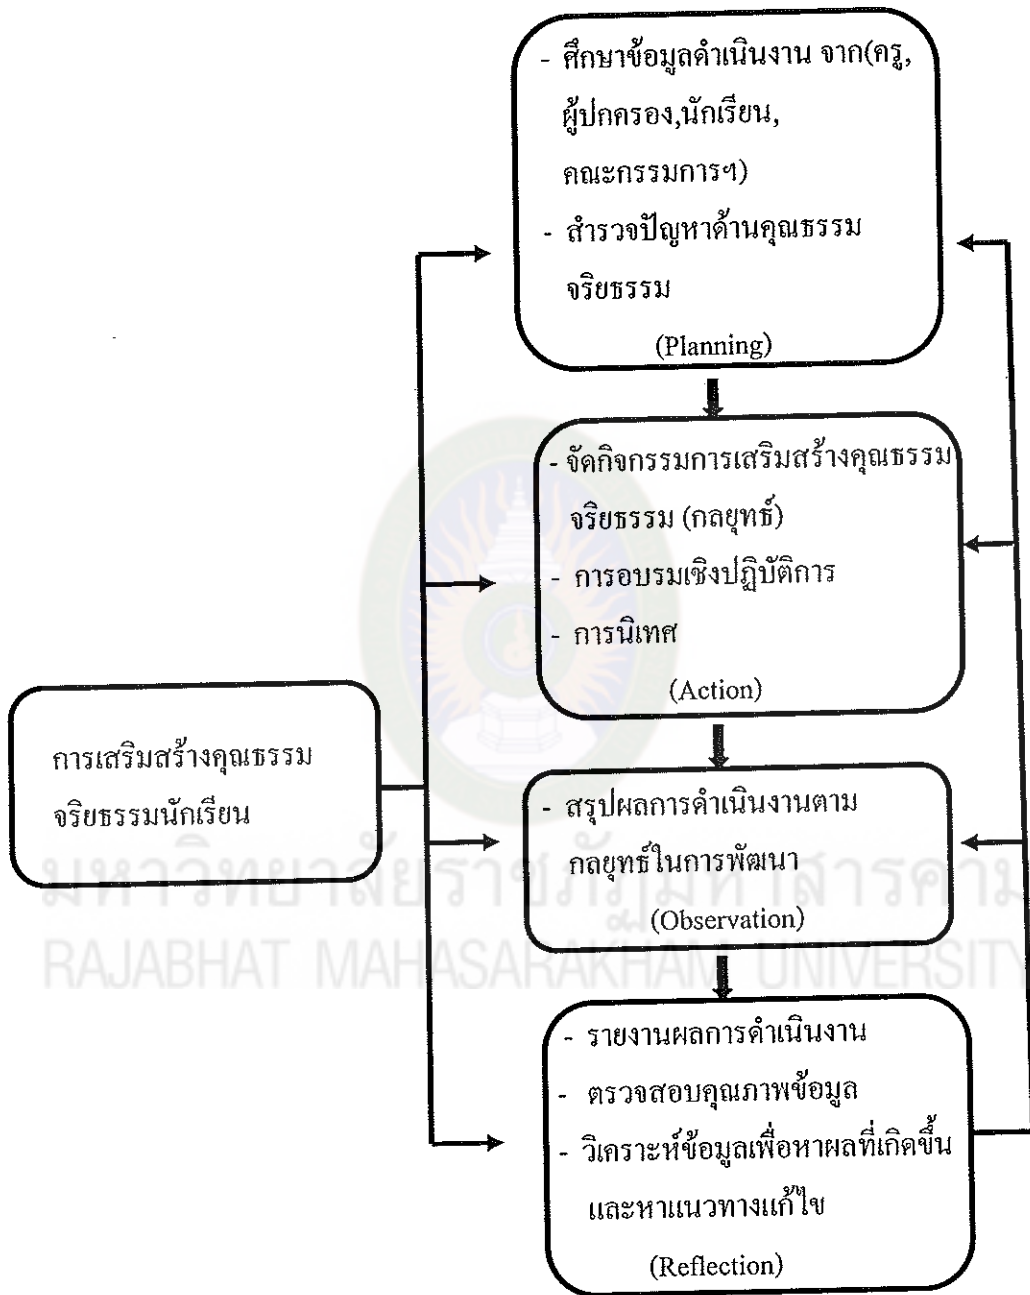 - ศึกษาข้อมูลดำเนินงาน จาก(ครู,
ผู้ปกครอง,นักเรียน,
คณะกรรมการฯ)
- สำรวจปัญหาด้านคุณธรรม
จริยธรรม
(Planning)
- จัดกิจกรรมการเสริมสร้างคุณธรรม
จริยธรรม (กลยุทธ์)
- การอบรมเชิงปฏิบัติการ
- การนิเทศ
(Action)
การเสริมสร้างคุณธรรม
จริยธรรมนักเรียน
- สรุปผลการดำเนินงานตาม
กลยุทธ์ในการพัฒนา
(Observation)
มหาวิทยาลัยราชภัฏมหาสารคาม
RAJABHAT MAHASARAKHAM UNIVERSITY
- รายงานผลการดำเนินงาน
- ตรวจสอบคุณภาพข้อมูล
- วิเคราะห์ข้อมูลเพื่อหาผลที่เกิดขึ้น
และหาแนวทางแก้ไข
(Reflection)